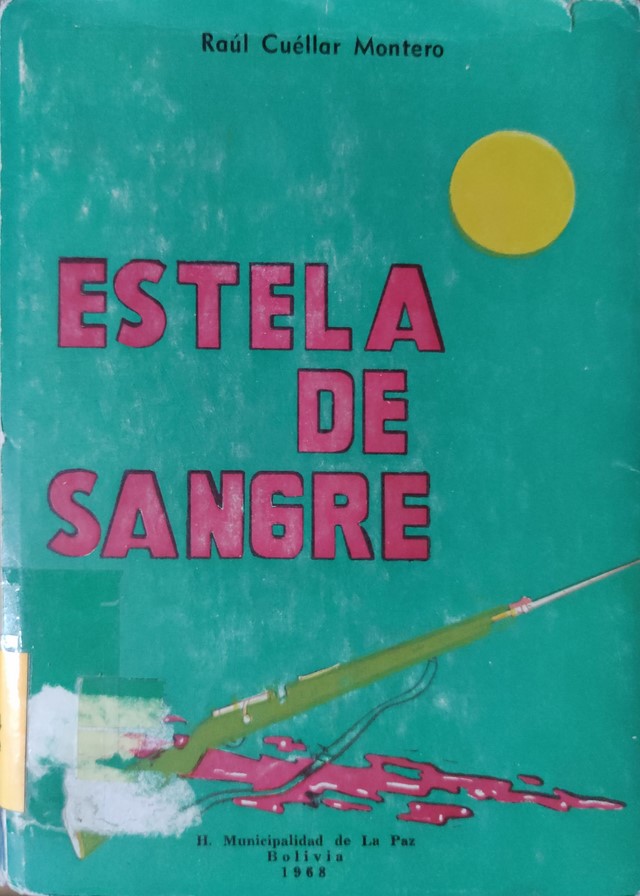 Raúl Cuéllar Montero
ESTELA
DE
SANGRE
H. Municipalidad de La Paz
Bolivia
1968